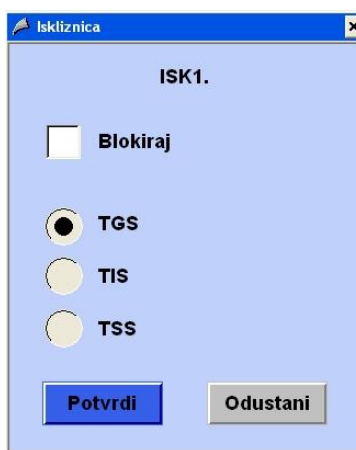 Iskliznica
ISK1.
Blokiraj
TGS
TIS
TSS
Potvrdi Odustani